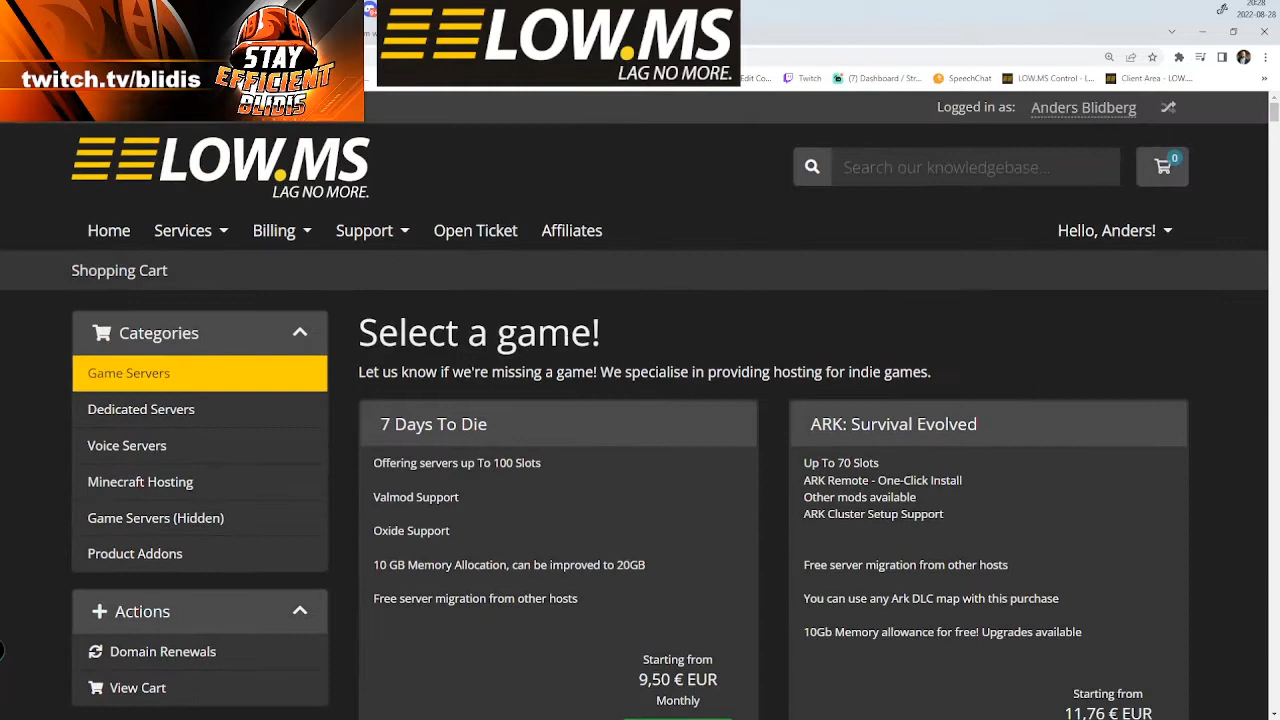 20:28
2022-08-28
twitch.tv/blidis
STAY
EFFICIENT
BLIDIS
LOW.MS
LAG NO MORE.
Edit Co...
Twitch
(7) Dashboard / Str...
SpeechChat
LOW.MS Control - L...
Client Area - LOW....
Logged in as:
Anders Blidberg
LOW.MS
LAG NO MORE.
Search our knowledgebase...
0
Home
Services
Billing
Support
Open Ticket
Affiliates
Hello, Anders!
Shopping Cart
Categories
Game Servers
Dedicated Servers
Voice Servers
Minecraft Hosting
Game Servers (Hidden)
Product Addons
Actions
Domain Renewals
View Cart
Select a game!
Let us know if we're missing a game! We specialise in providing hosting for indie games.
7 Days To Die
Offering servers up To 100 Slots
Valmod Support
Oxide Support
10 GB Memory Allocation, can be improved to 20GB
Free server migration from other hosts
Starting from
9,50 € EUR
Monthly
ARK: Survival Evolved
Up To 70 Slots
ARK Remote - One-Click Install
Other mods available
ARK Cluster Setup Support
Free server migration from other hosts
You can use any Ark DLC map with this purchase
10Gb Memory allowance for free! Upgrades available
Starting from
11,76 € EUR